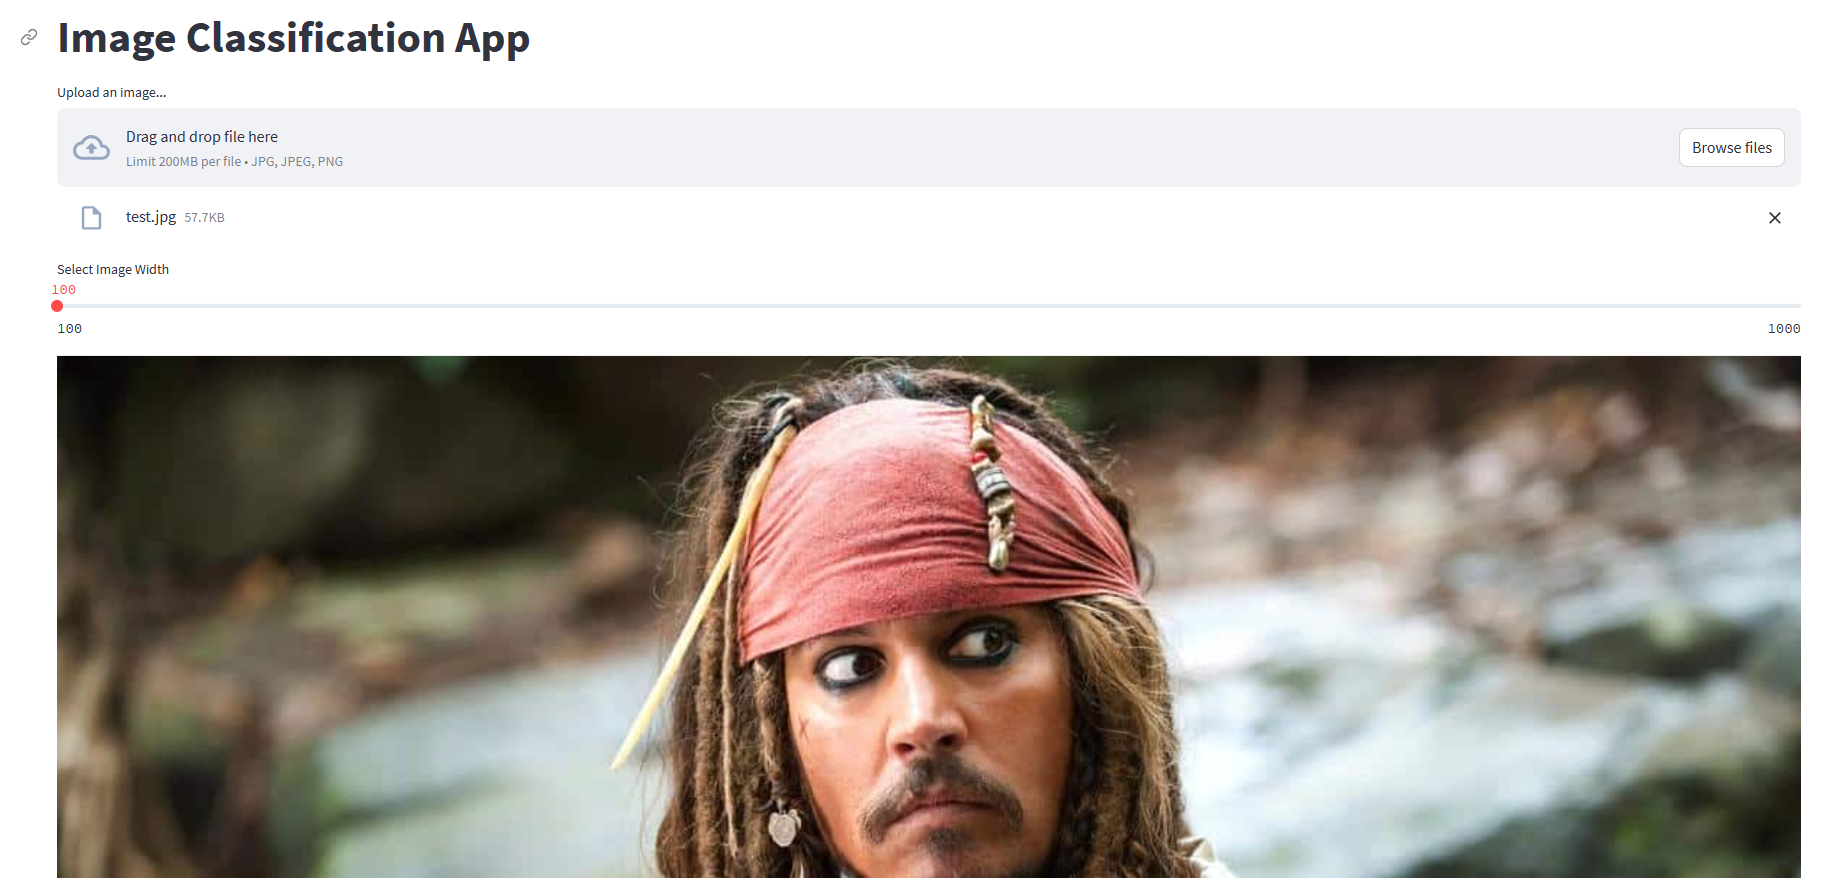 Image Classification App
Upload an image...
Drag and drop file here
Limit 200MB per file • JPG, JPEG, PNG
Browse files
test.jpg 57.7KB
Select Image Width
100
100 1000